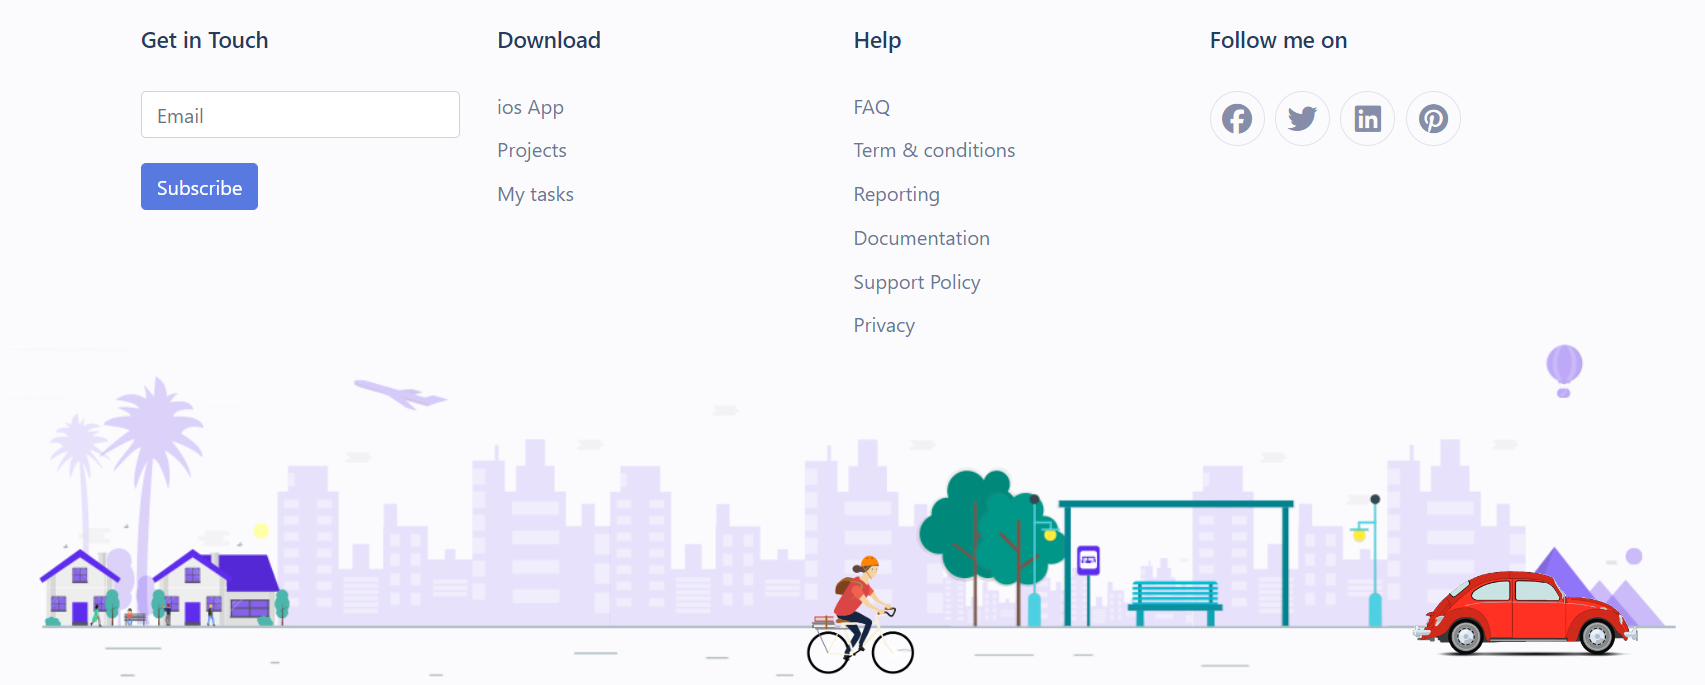 Get in Touch
Email
Subscribe
Download
ios App
Projects
My tasks
Help
FAQ
Term & conditions
Reporting
Documentation
Support Policy
Privacy
Follow me on